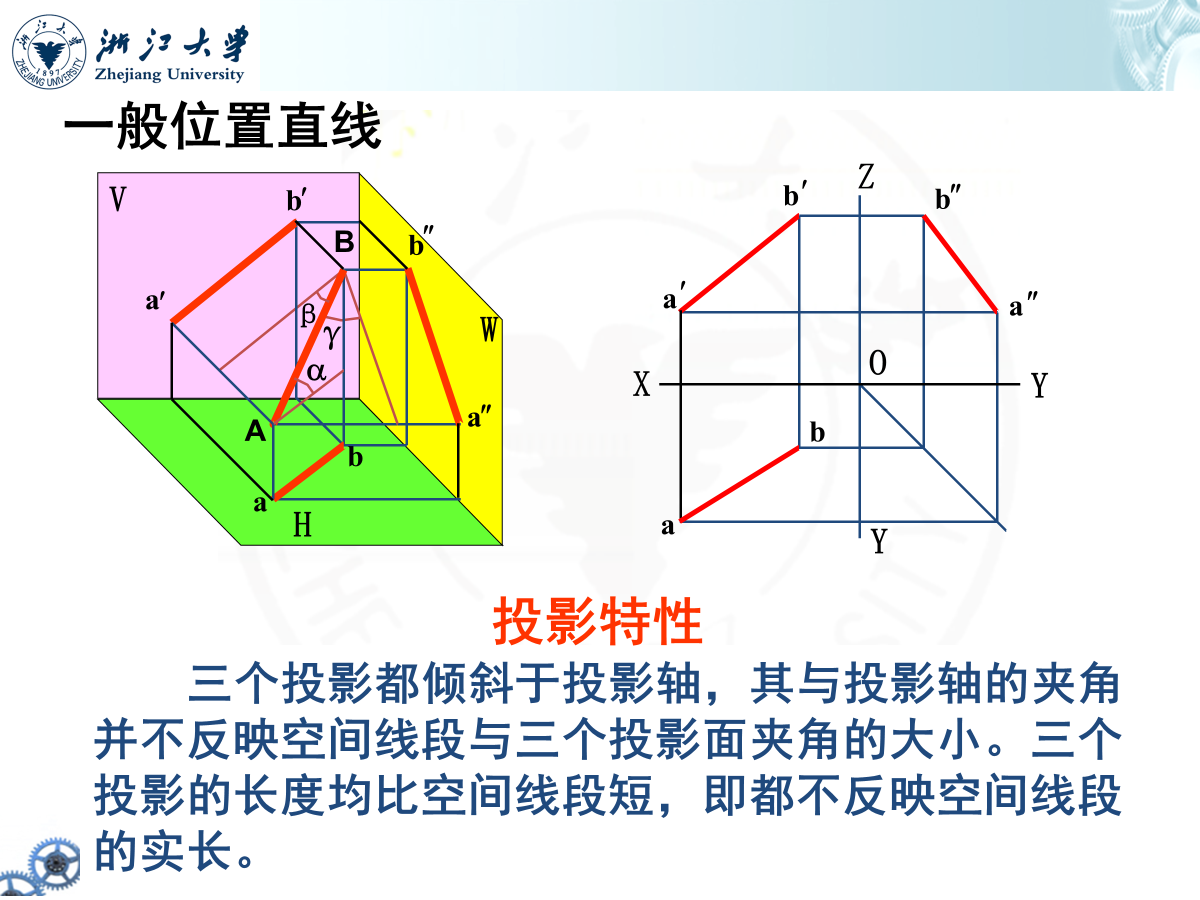 浙江大学
Zhejiang University
ZHEJIANG UNIVERSITY
1897
一般位置直线
V
b′
B
b″
a′
W
β
γ
α
A
a″
b
a
H
Z
b′
b″
a′
a″
O
X
Y
b
a
Y
投影特性
三个投影都倾斜于投影轴，其与投影轴的夹角
并不反映空间线段与三个投影面夹角的大小。三个
投影的长度均比空间线段短，即都不反映空间线段
的实长。